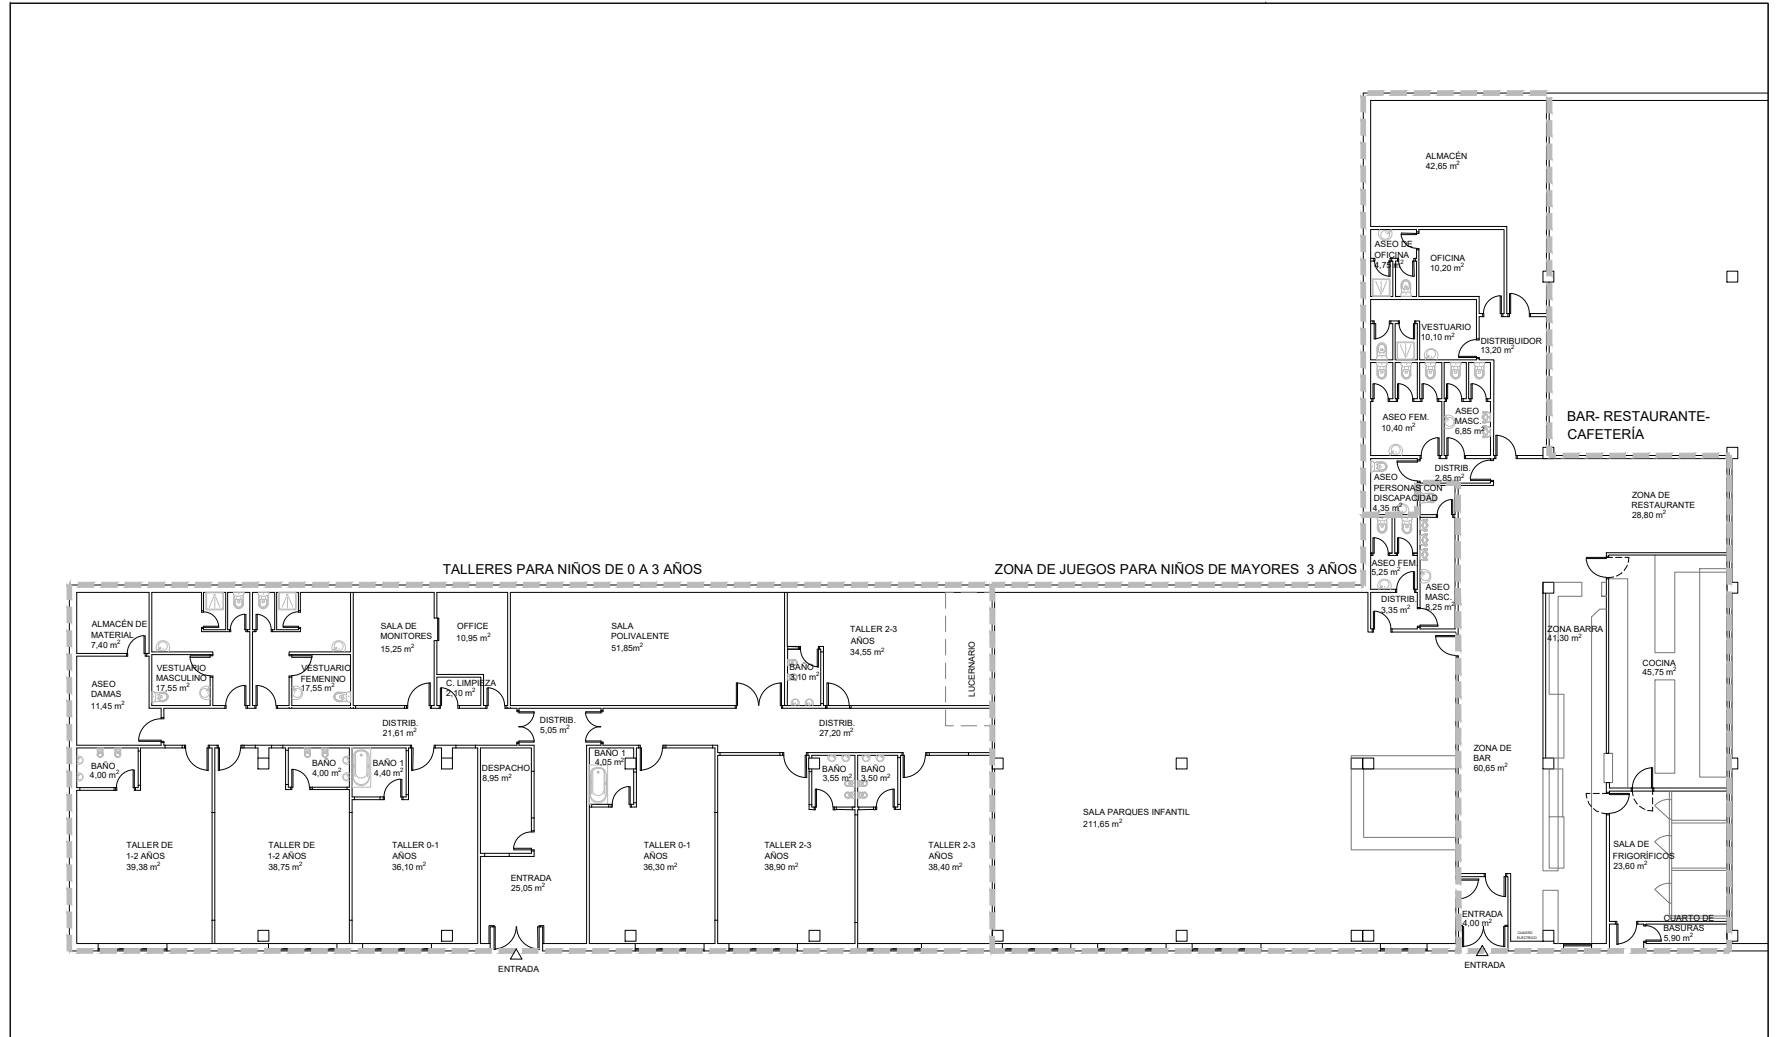 ALMACÉN
42,65 m²
ASEO DE
OFICINA
4,75 m²
OFICINA
10,20 m²
VESTUARIO
10,10 m²
DISTRIBUIDOR
13,20 m²
ASEO FEM.
10,40 m²
ASEO
MASC.
6,85 m²
BAR- RESTAURANTE-
CAFETERÍA
DISTRIB.
2,85 m²
ASEO
PERSONAS CON
DISCAPACIDAD
4,35 m²
ZONA DE
RESTAURANTE
28,80 m²
TALLERES PARA NIÑOS DE 0 A 3 AÑOS
ZONA DE JUEGOS PARA NIÑOS DE MAYORES 3 AÑOS
ASEO FEM.
5,25 m²
ASEO
MASC.
8,25 m²
DISTRIB.
3,35 m²
ALMACÉN DE
MATERIAL
7,40 m²
VESTUARIO
MASCULINO
17,55 m²
VESTUARIO
FEMENINO
17,55 m²
SALA DE
MONITORES
15,25 m²
OFFICE
10,95 m²
C. LIMPIEZA
2,10 m²
SALA
POLIVALENTE
51,85m²
BAÑO
3,10 m²
TALLER 2-3
AÑOS
34,55 m²
LUCERNARIO
ZONA BARRA
41,30 m²
COCINA
45,75 m²
ASEO
DAMAS
11,45 m²
DISTRIB.
21,61 m²
DISTRIB.
5,05 m²
DISTRIB.
27,20 m²
BAÑO
4,00 m²
BAÑO
4,00 m²
BAÑO 1
4,40 m²
DESPACHO
8,95 m²
BAÑO 1
4,05 m²
BAÑO
3,55 m²
BAÑO
3,50 m²
ZONA DE
BAR
60,65 m²
SALA PARQUES INFANTIL
211,65 m²
TALLER DE
1-2 AÑOS
39,38 m²
TALLER DE
1-2 AÑOS
38,75 m²
TALLER 0-1
AÑOS
36,10 m²
ENTRADA
25,05 m²
TALLER 0-1
AÑOS
36,30 m²
TALLER 2-3
AÑOS
38,90 m²
TALLER 2-3
AÑOS
38,40 m²
SALA DE
FRIGORÍFICOS
23,60 m²
ENTRADA
4,00 m²
CUADRO
ELECTRICO
CUARTO DE
BASURAS
5,90 m²
ENTRADA
ENTRADA